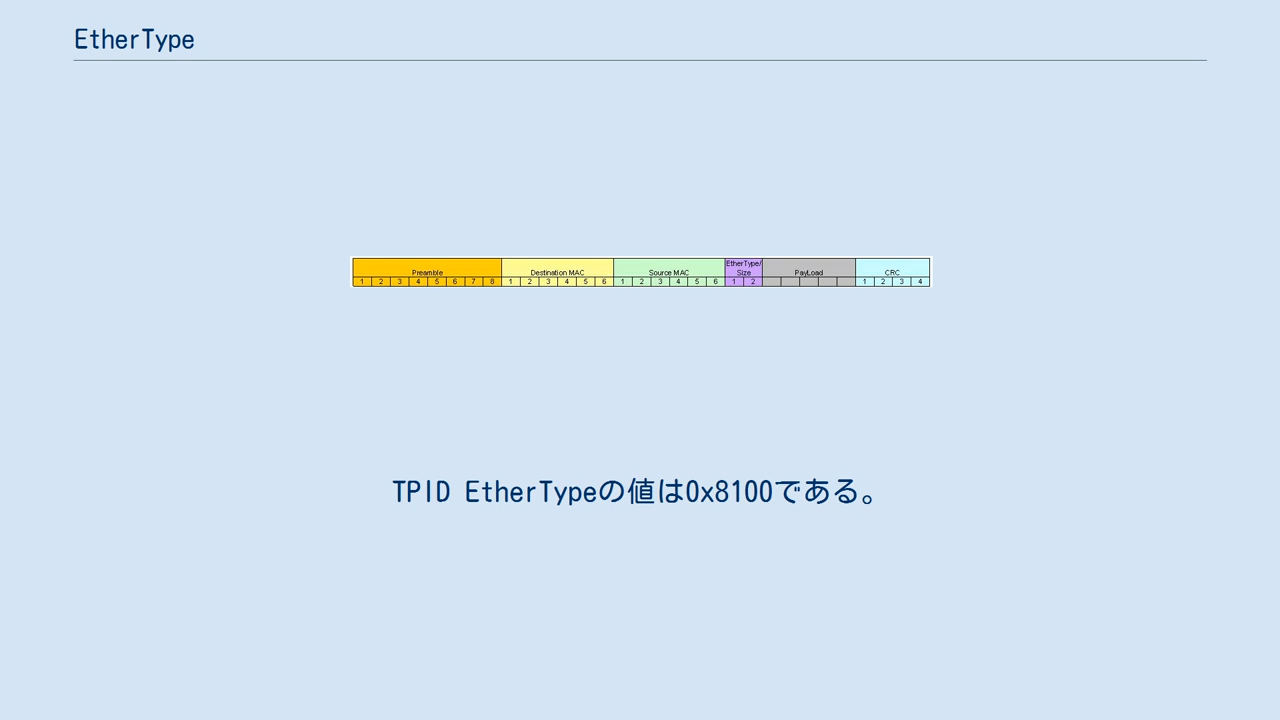 EtherType
Preamble Destination MAC Source MAC EtherType/ Size PayLoad CRC
1 2 3 4 5 6 7 8 1 2 3 4 5 6 1 2 3 4 5 6 1 2 1 2 3 4
TPID EtherTypeの値は0x8100である。